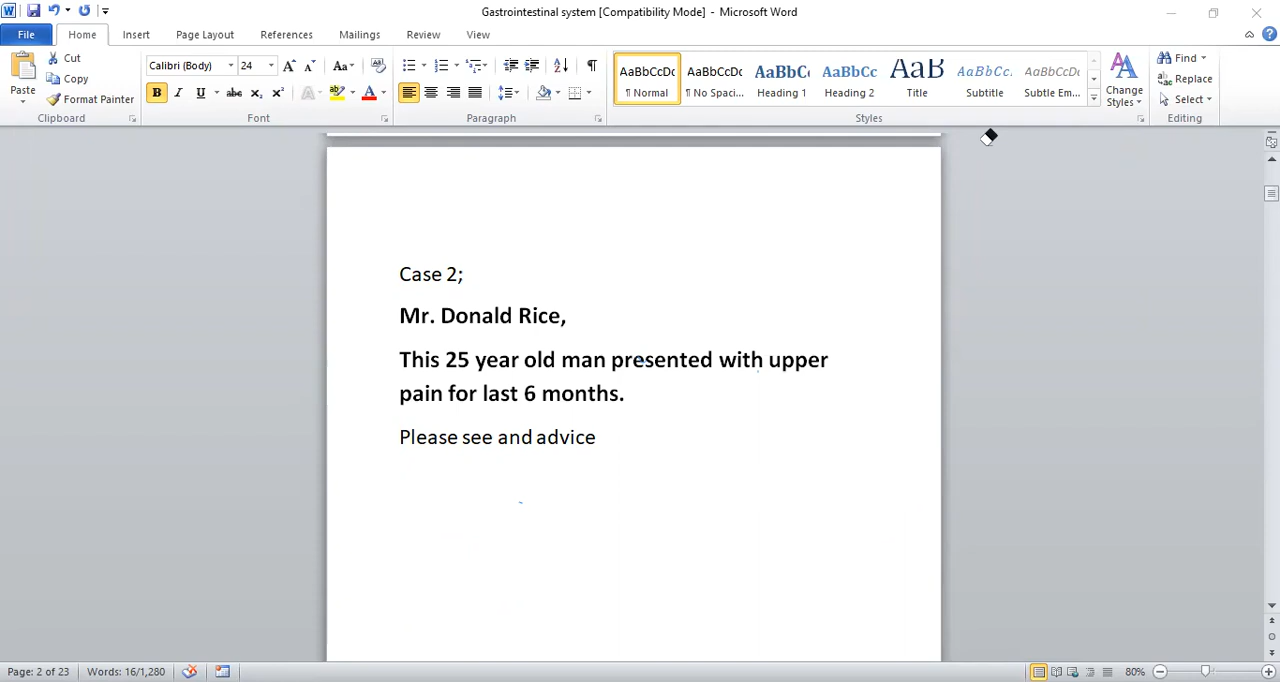 Gastrointestinal system [Compatibility Mode] - Microsoft Word
File Home Insert Page Layout References Mailings Review View
Paste
Cut
Copy
Format Painter
Clipboard
Calibri (Body) 24
Font
Paragraph
AaBbCcDc AaBbCcDc AaBbC AaBbCc AaB AaBbCc. AaBbCcDc
¶ Normal ¶ No Spaci... Heading 1 Heading 2 Title Subtitle Subtle Em...
Change Styles
Styles
Find
Replace
Select
Editing
Case 2;
Mr. Donald Rice,
This 25 year old man presented with upper
pain for last 6 months.
Please see and advice
Page: 2 of 23 Words: 16/1,280 80%